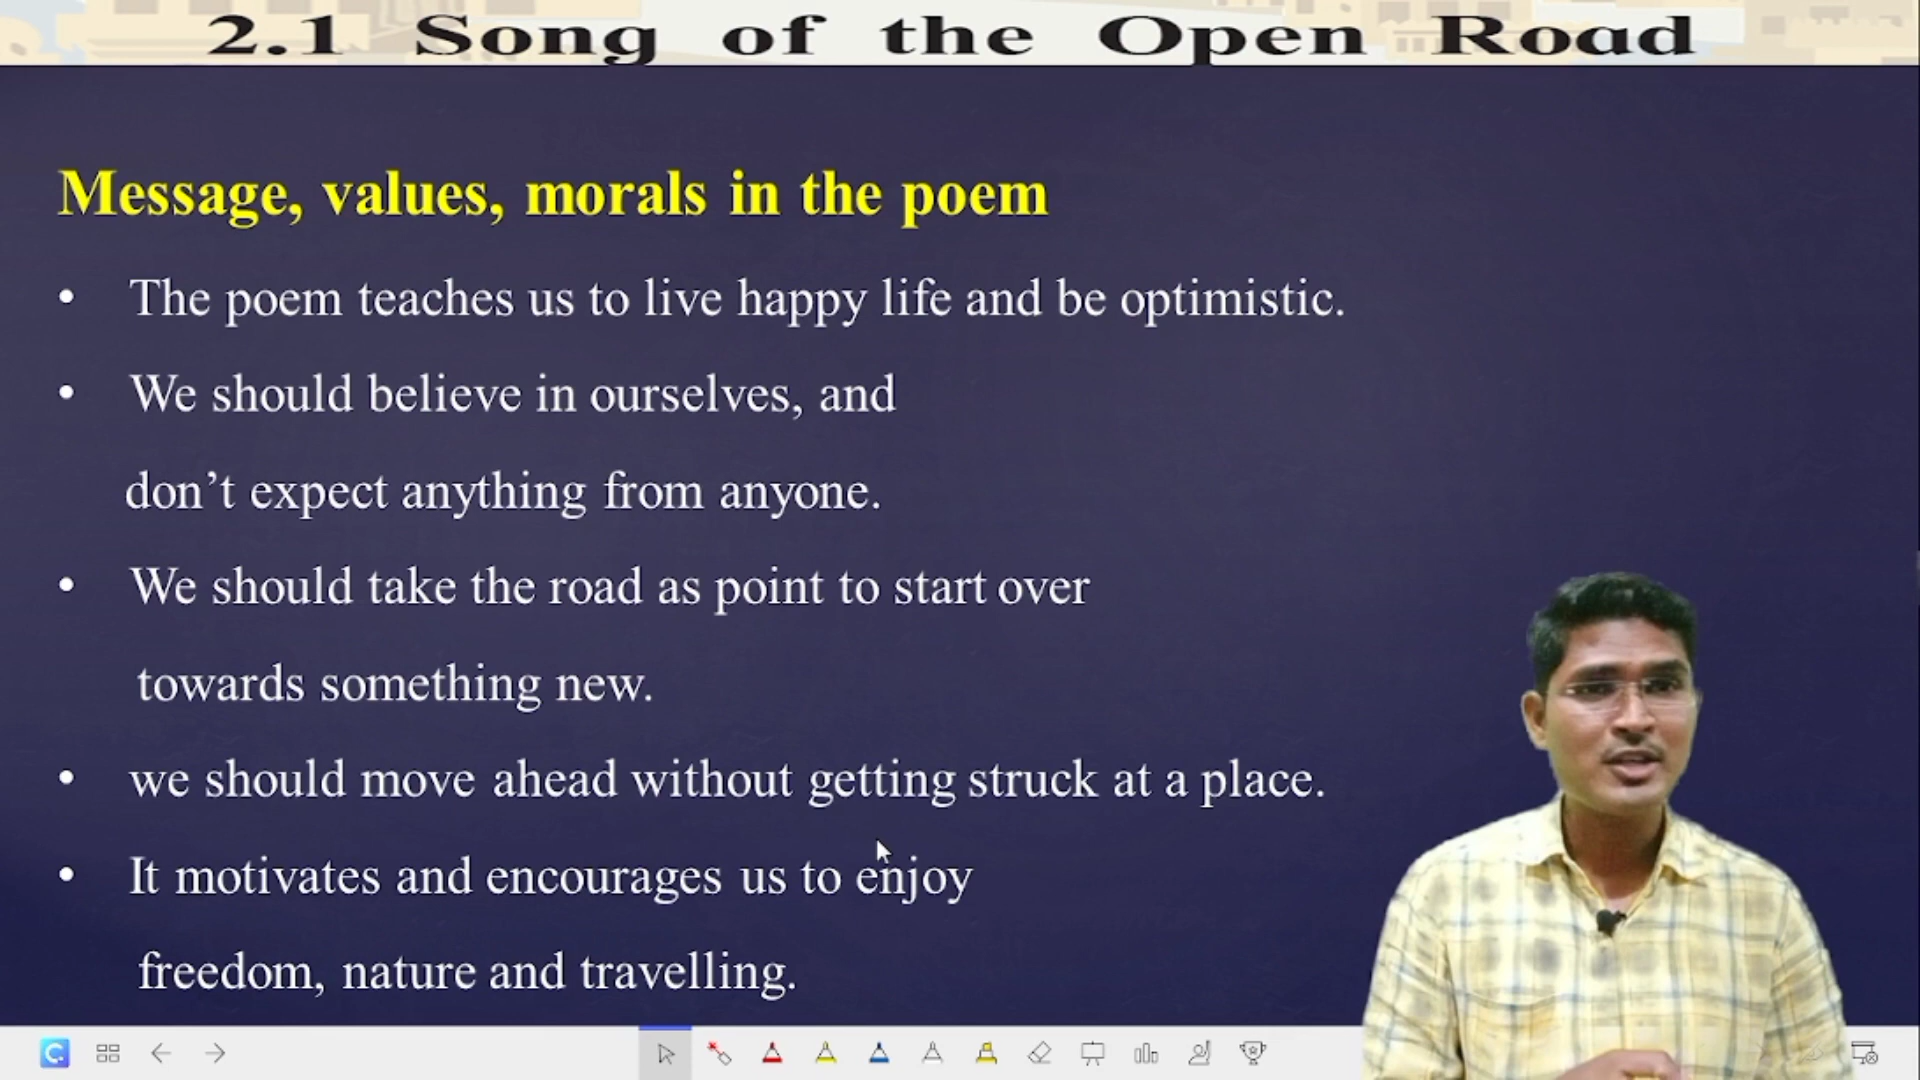 2.1 Song of the Open Road
Message, values, morals in the poem
• The poem teaches us to live happy life and be optimistic.
• We should believe in ourselves, and
don’t expect anything from anyone.
• We should take the road as point to start over
towards something new.
• we should move ahead without getting struck at a place.
• It motivates and encourages us to enjoy
freedom, nature and travelling.